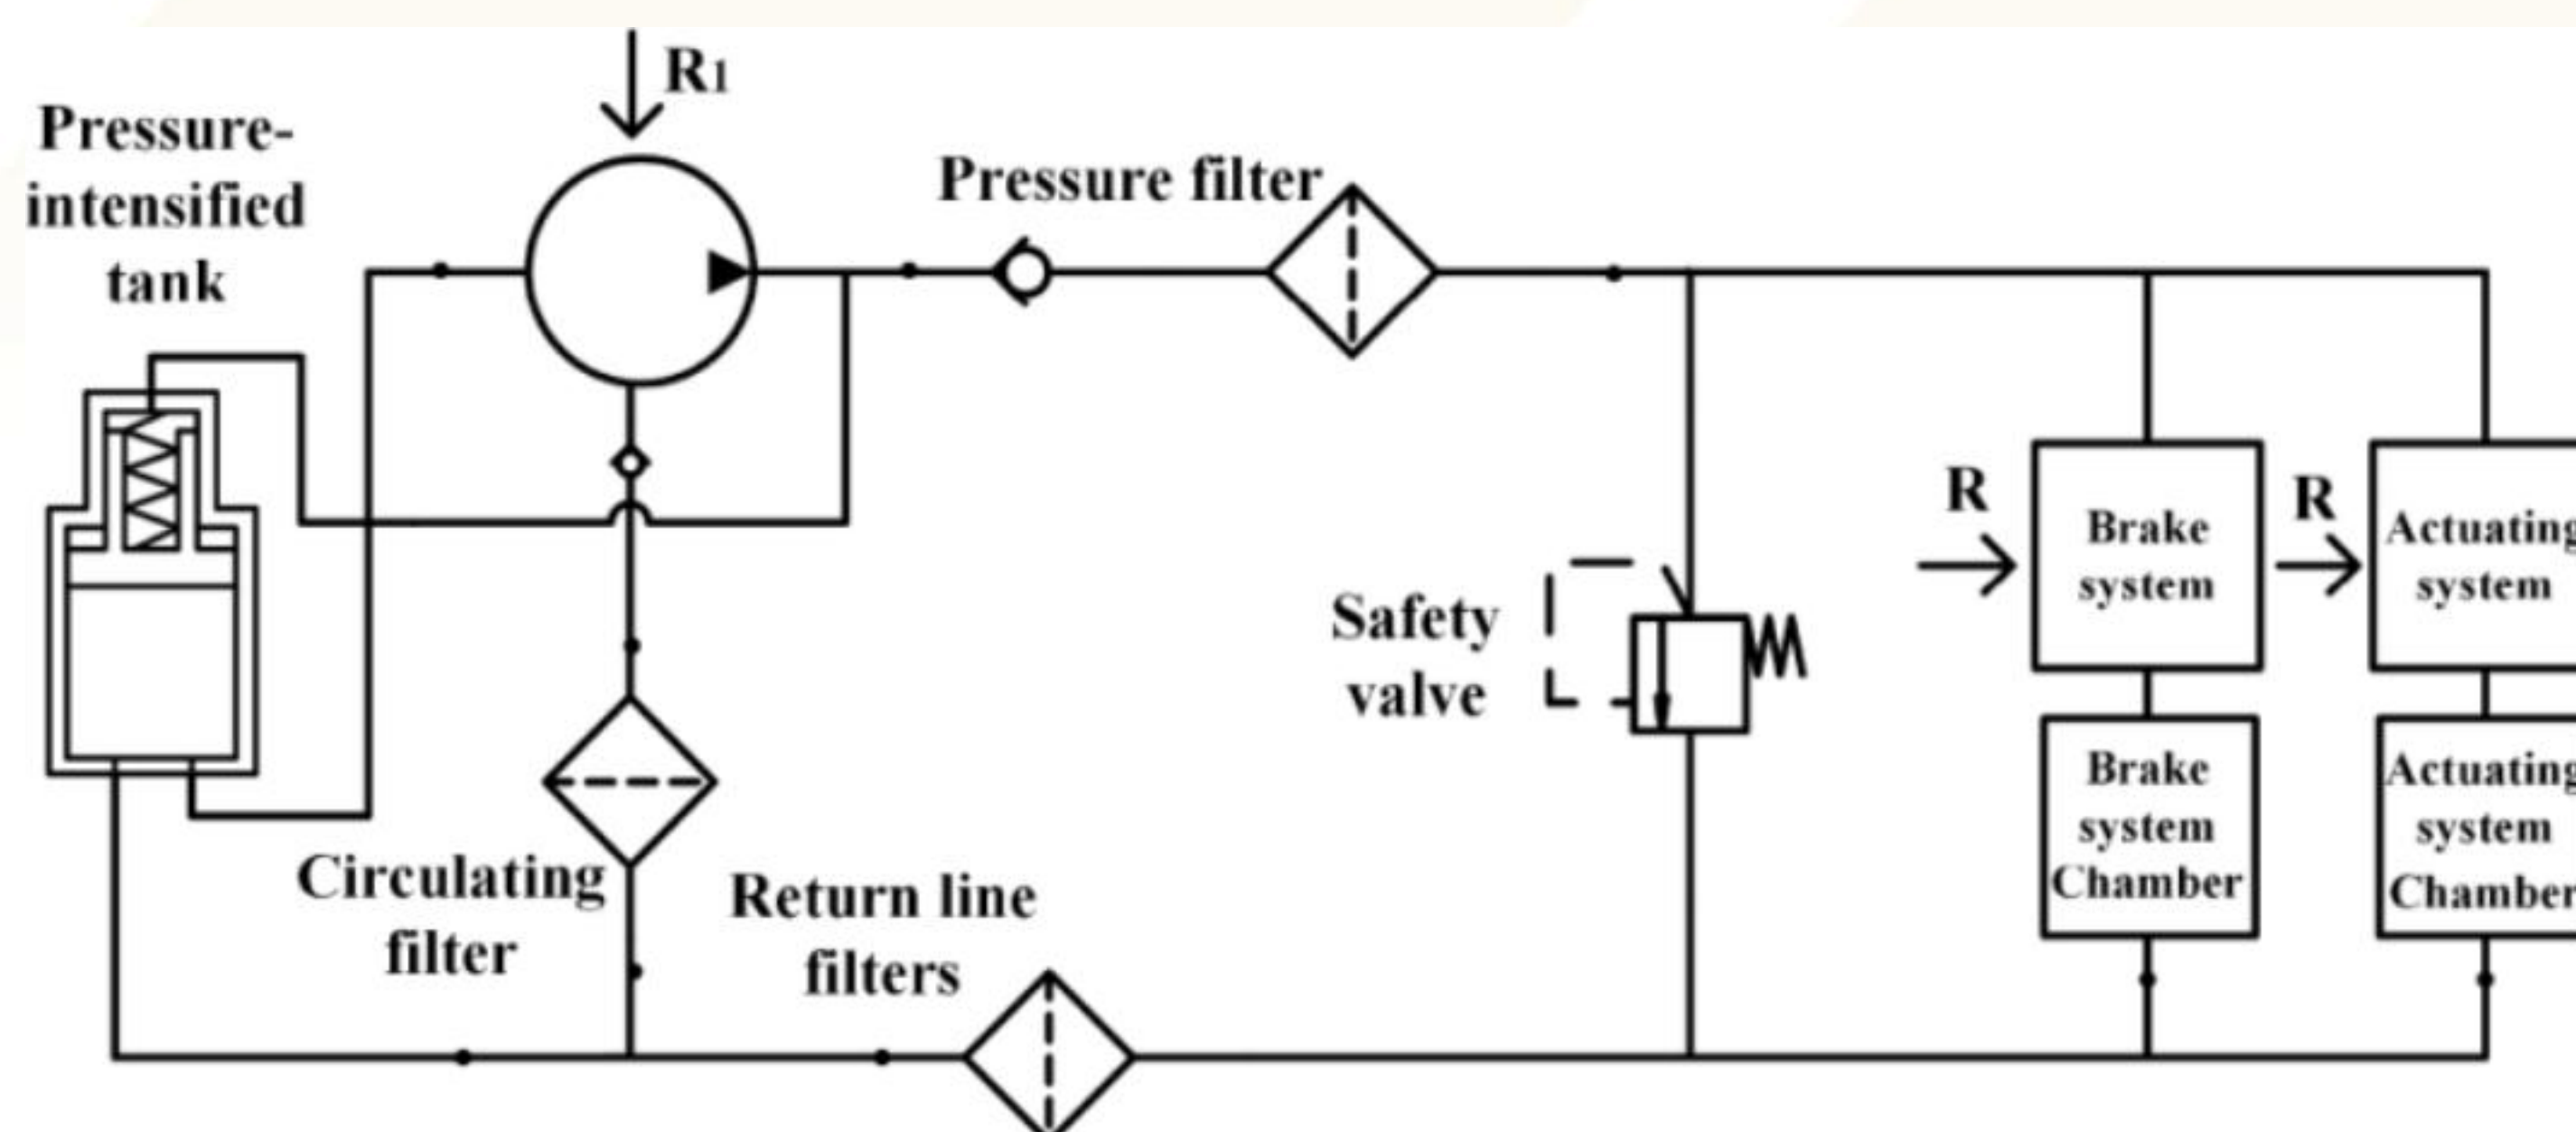 R1
Pressure-
intensified
tank
Pressure filter
R
Brake
system
R
Actuating
system
Safety
valve
Brake
system
Chamber
Actuating
system
Chamber
Circulating
filter
Return line
filters